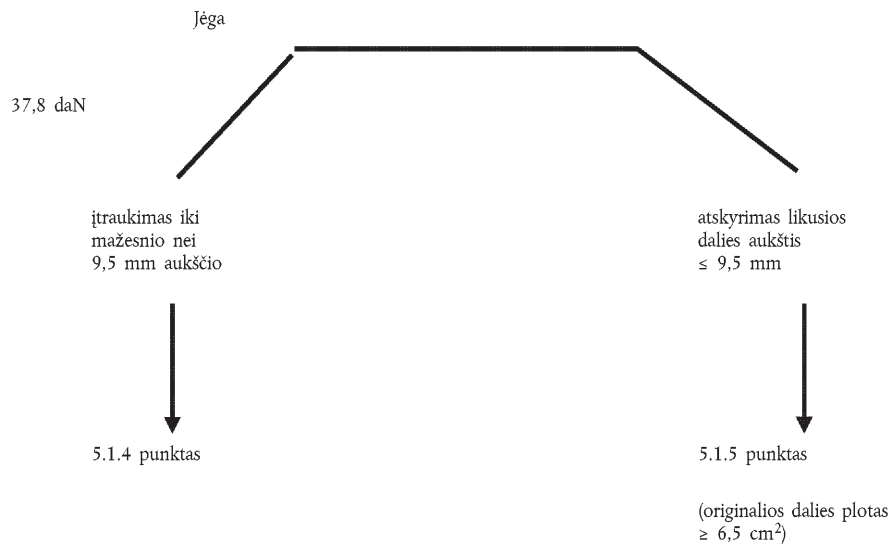 Jėga
37,8 daN
įtraukimas iki
mažesnio nei
9,5 mm aukščio
atskyrimas likusios
dalies aukštis
≤ 9,5 mm
5.1.4 punktas
5.1.5 punktas
(originalios dalies plotas
≥ 6,5 cm²)